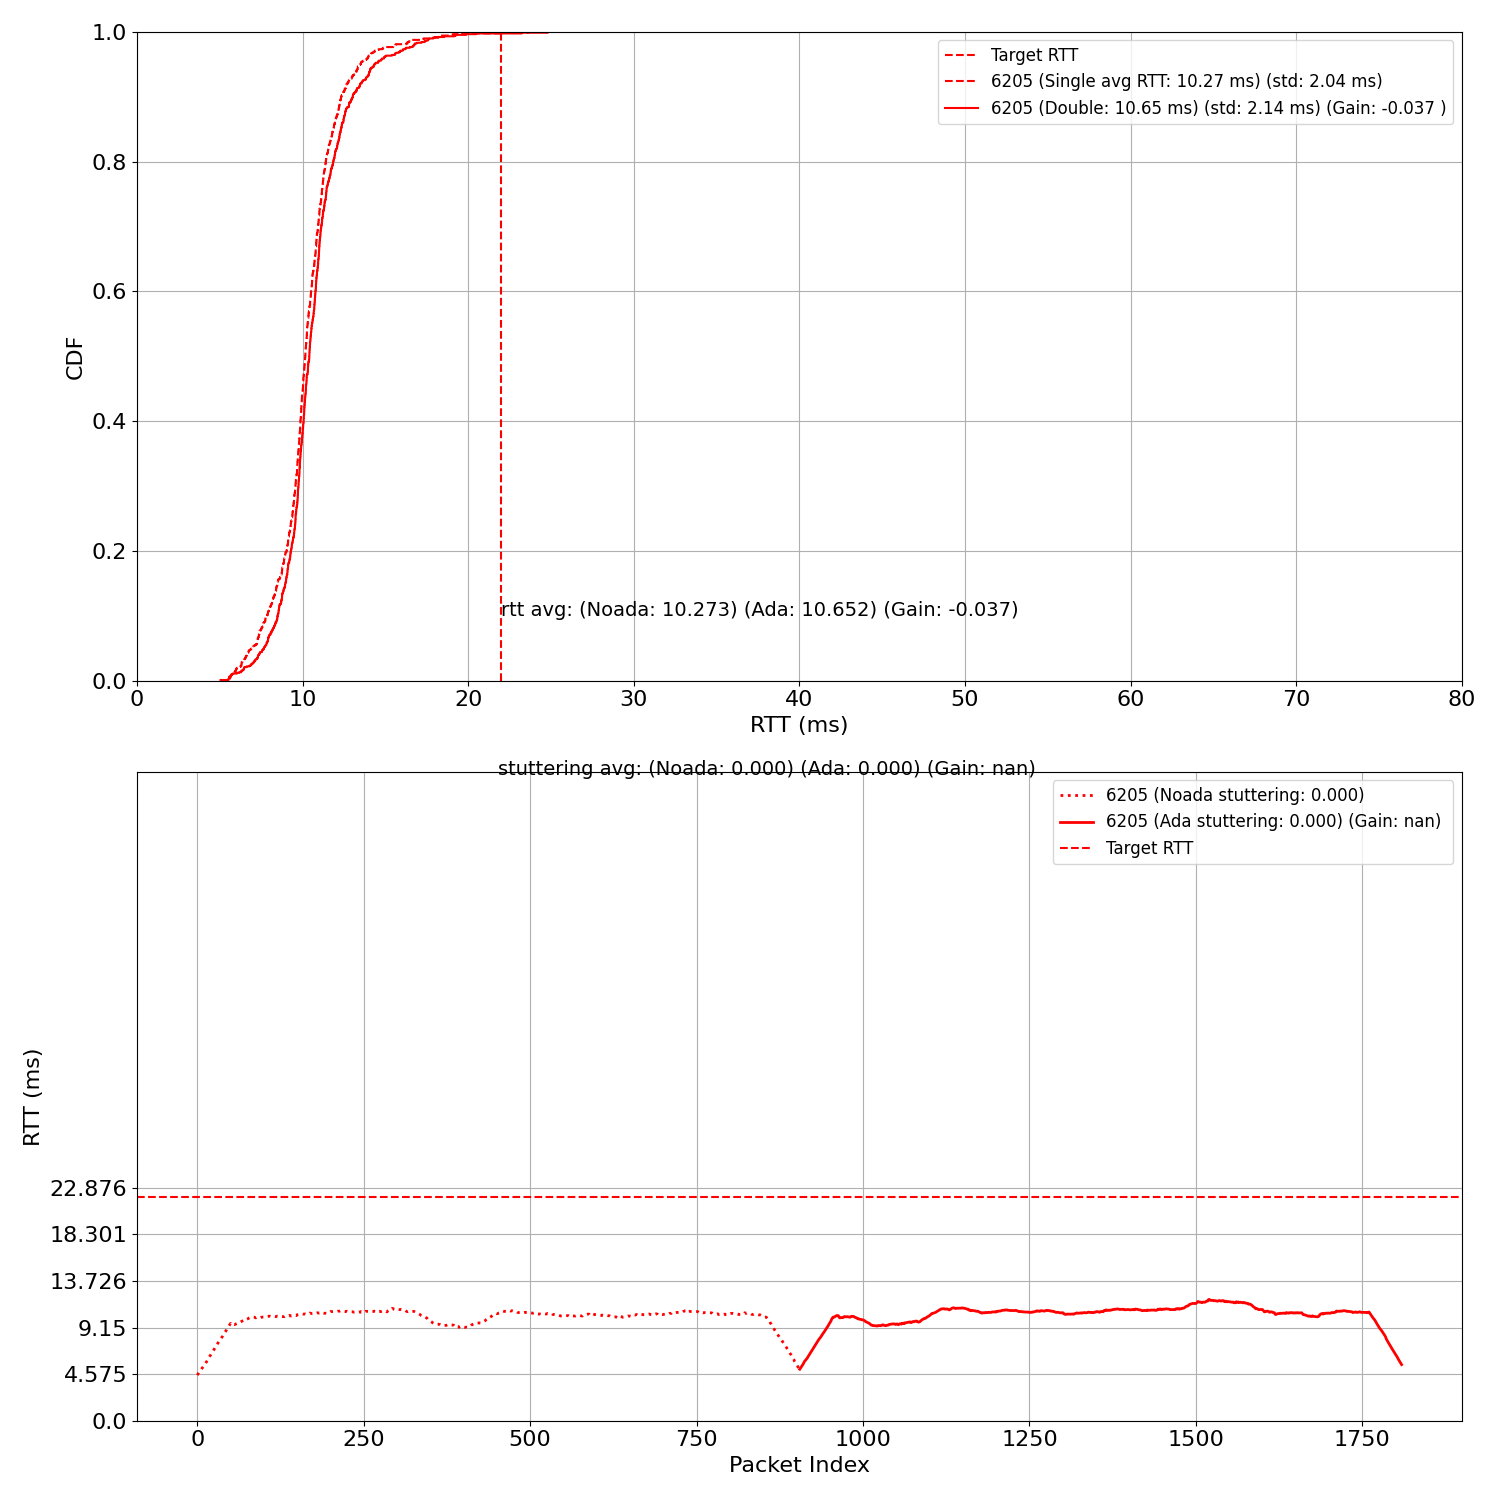 1.0
0.8
0.6
0.4
0.2
0.0
CDF
Target RTT
6205 (Single avg RTT: 10.27 ms) (std: 2.04 ms)
6205 (Double: 10.65 ms) (std: 2.14 ms) (Gain: -0.037 )
rtt avg: (Noada: 10.273) (Ada: 10.652) (Gain: -0.037)
0 10 20 30 40 50 60 70 80
RTT (ms)
stuttering avg: (Noada: 0.000) (Ada: 0.000) (Gain: nan)
6205 (Noada stuttering: 0.000)
6205 (Ada stuttering: 0.000) (Gain: nan)
Target RTT
RTT (ms)
22.876
18.301
13.726
9.15
4.575
0.0
0 250 500 750 1000 1250 1500 1750
Packet Index